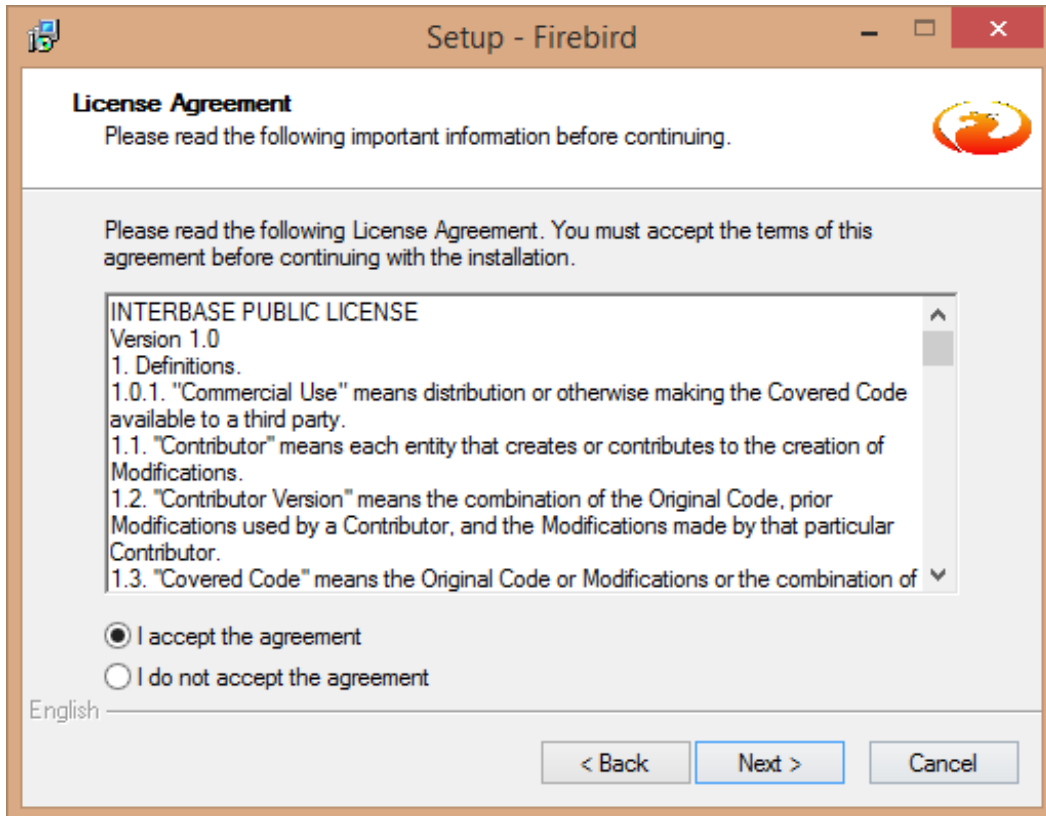 Setup - Firebird
License Agreement
Please read the following important information before continuing.
Please read the following License Agreement. You must accept the terms of this
agreement before continuing with the installation.
INTERBASE PUBLIC LICENSE
Version 1.0
1. Definitions.
1.0.1. "Commercial Use" means distribution or otherwise making the Covered Code
available to a third party.
1.1. "Contributor" means each entity that creates or contributes to the creation of
Modifications.
1.2. "Contributor Version" means the combination of the Original Code, prior
Modifications used by a Contributor, and the Modifications made by that particular
Contributor.
1.3. "Covered Code" means the Original Code or Modifications or the combination of
I accept the agreement
I do not accept the agreement
English
< Back Next > Cancel